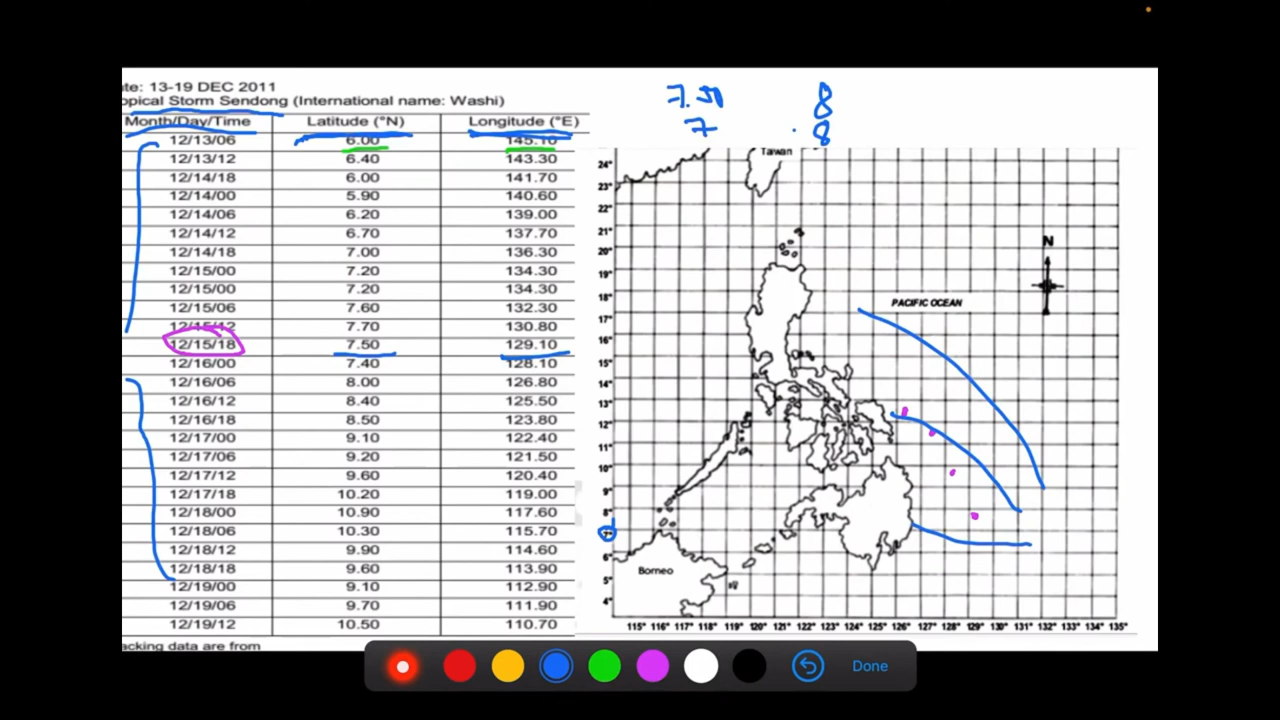 ate: 13-19 DEC 2011
opical Storm Sendong (International name: Washi)
Month/Day/Time Latitude (°N) Longitude (°E)
12/13/06 6.00 145.10
12/13/12 6.40 143.30
12/14/18 6.00 141.70
12/14/00 5.90 140.60
12/14/06 6.20 139.00
12/14/12 6.70 137.70
12/14/18 7.00 136.30
12/15/00 7.20 134.30
12/15/00 7.20 134.30
12/15/06 7.60 132.30
12/15/12 7.70 130.80
12/15/18 7.50 129.10
12/16/00 7.40 128.10
12/16/06 8.00 126.80
12/16/12 8.40 125.50
12/16/18 8.50 123.80
12/17/00 9.10 122.40
12/17/06 9.20 121.50
12/17/12 9.60 120.40
12/17/18 10.20 119.00
12/18/00 10.90 117.60
12/18/06 10.30 115.70
12/18/12 9.90 114.60
12/18/18 9.60 113.90
12/19/00 9.10 112.90
12/19/06 9.70 111.90
12/19/12 10.50 110.70
acking data are from
7.50 8
7 8
Taiwan
24°
23°
22°
21°
20°
19°
18°
17°
16°
15°
14°
13°
12°
11°
10°
9°
8°
7°
6°
5°
4°
N
PACIFIC OCEAN
Borneo
115° 116° 117° 118° 119° 120° 121° 122° 123° 124° 125° 126° 127° 128° 129° 130° 131° 132° 133° 134° 135°
Done